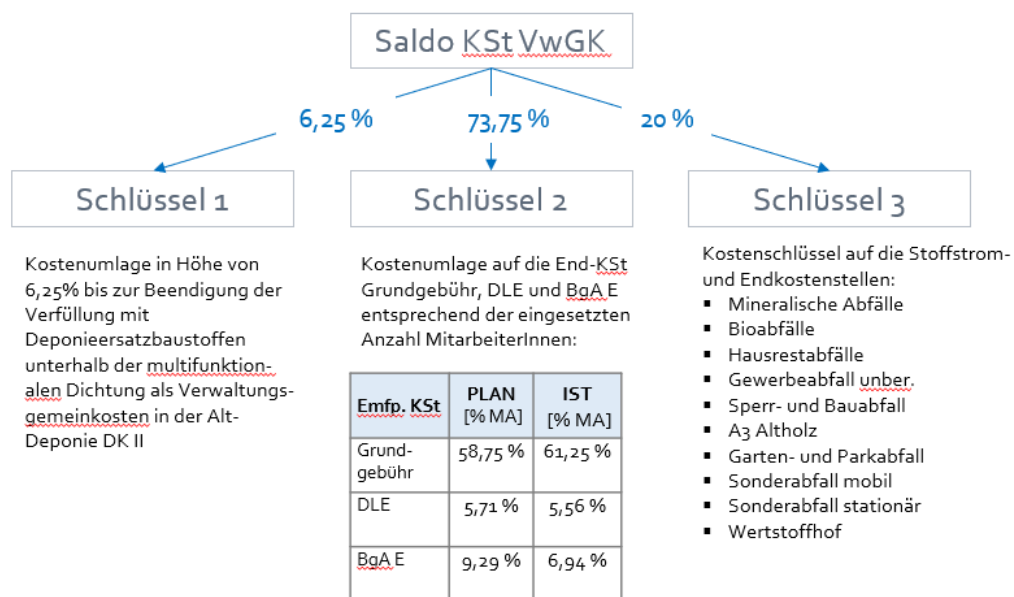 Saldo KSt VwGK
6,25 %
73,75 %
20 %
Schlüssel 1
Schlüssel 2
Schlüssel 3
Kostenumlage in Höhe von
6,25% bis zur Beendigung der
Verfüllung mit
Deponieersatzbaustoffen
unterhalb der multifunktion-
alen Dichtung als Verwaltungs-
gemeinkosten in der Alt-
Deponie DK II
Kostenumlage auf die End-KSt
Grundgebühr, DLE und BgA E
entsprechend der eingesetzten
Anzahl MitarbeiterInnen:
Emfp. KSt PLAN [% MA] IST [% MA]
Grund-
gebühr 58,75 % 61,25 %
DLE 5,71 % 5,56 %
BgA E 9,29 % 6,94 %
Kostenschlüssel auf die Stoffstrom-
und Endkostenstellen:
▪ Mineralische Abfälle
▪ Bioabfälle
▪ Hausrestabfälle
▪ Gewerbeabfall unber.
▪ Sperr- und Bauabfall
▪ A3 Altholz
▪ Garten- und Parkabfall
▪ Sonderabfall mobil
▪ Sonderabfall stationär
▪ Wertstoffhof